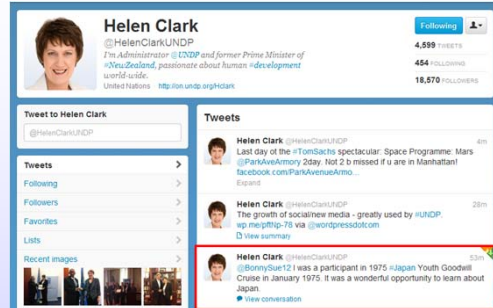 Helen Clark
@HelenClarkUNDP
I'm Administrator @UNDP and former Prime Minister of
#NewZealand, passionate about human #development
world-wide.
United Nations http://on.undp.org/Hclark
Following
4,599 TWEETS
454 FOLLOWING
18,570 FOLLOWERS
Tweet to Helen Clark
@HelenClarkUNDP
Tweets
Following
Followers
Favorites
Lists
Recent images
Tweets
Helen Clark @HelenClarkUNDP 4m
Last day ot the #TomSachs spectacular: Space Programme: Mars
@ParkAveArmory 2day. Not 2 b missed if u are in Manhattan!
facebook.com/ParkAvenueArmo...
Expand
Helen Clark @HelenClarkUNDP 28m
The growth of social/new media - greatly used by #UNDP.
wp.me/pftNp-78 via @wordpressdotcom
View summary
Helen Clark @HelenClarkUNDP 53m
@BonnySue12 I was a participant in 1975 #Japan Youth Goodwill
Cruise in January 1975. It was a wonderful opportunity to learn about
Japan.
View conversation